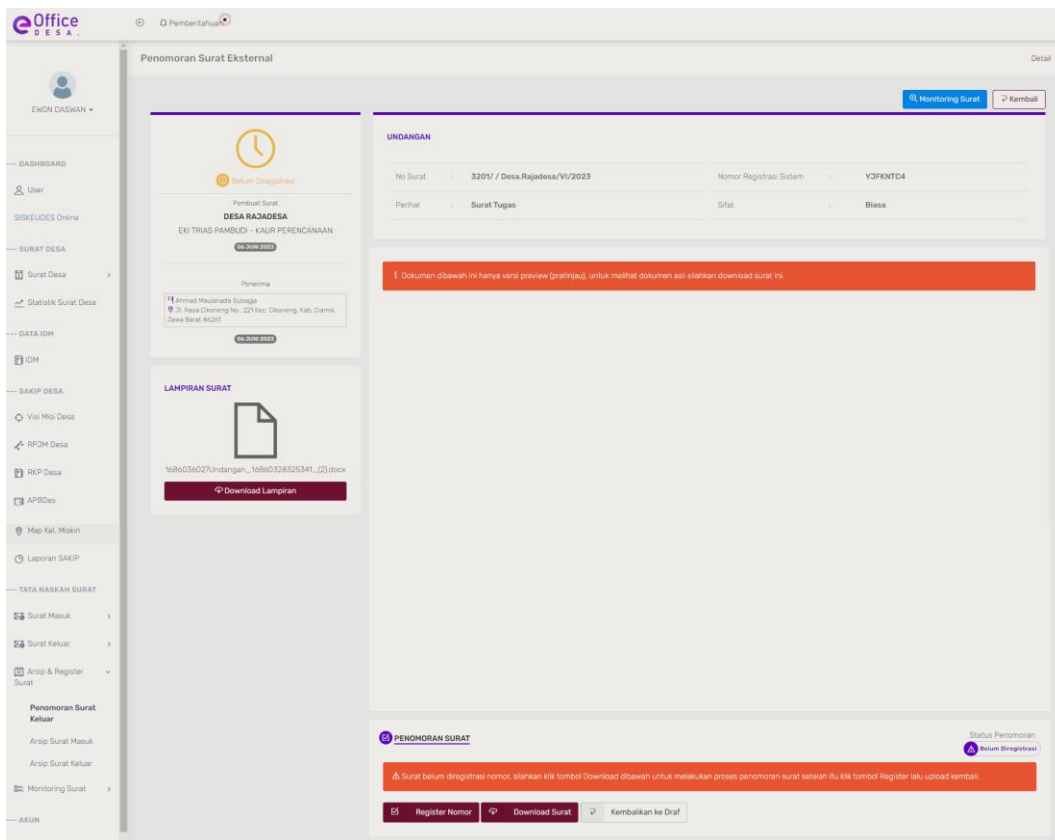 eOffice
DESA.
Pemberitahuan
Penomoran Surat Eksternal
Detail
EWON DASWAN
Monitoring Surat
Kembali
--- DASHBOARD
User
SISKEUDES Online
--- SURAT DESA
Surat Desa
Statistik Surat Desa
--- DATA IDM
IDM
--- SAKIP DESA
Visi Misi Desa
RPJM Desa
RKP Desa
APBDes
Map Kel. Miskin
Laporan SAKIP
--- TATA NASKAH SURAT
Surat Masuk
Surat Keluar
Arsip & Register
Surat
Penomoran Surat
Keluar
Arsip Surat Masuk
Arsip Surat Keluar
Monitoring Surat
--- AKUN
Belum Diregistrasi
Pembuat Surat
DESA RAJADESA
EKI TRIAS PAMBUDI - KAUR PERENCANAAN
06 JUNI 2023
Penerima
Ahmad Maulanada Subagja
Jl. Raya Cikoneng No.. 221 Kec. Cikoneng, Kab. Ciamis,
Jawa Barat 46261
06 JUNI 2023
LAMPIRAN SURAT
1686036027Undangan_16860328325341_(2).docx
Download Lampiran
UNDANGAN
No Surat : 3201/ / Desa.Rajadesa/VI/2023
Nomor Registrasi Sistem : YJFKNTC4
Perihal : Surat Tugas
Sifat : Biasa
Dokumen dibawah ini hanya versi preview (pratinjau), untuk melihat dokumen asli silahkan download surat ini.
PENOMORAN SURAT
Status Penomoran
Belum Diregistrasi
Surat belum diregistrasi nomor, silahkan klik tombol Download dibawah untuk melakukan proses penomoran surat setelah itu klik tombol Register lalu upload kembali.
Register Nomor
Download Surat
Kembalikan ke Draf